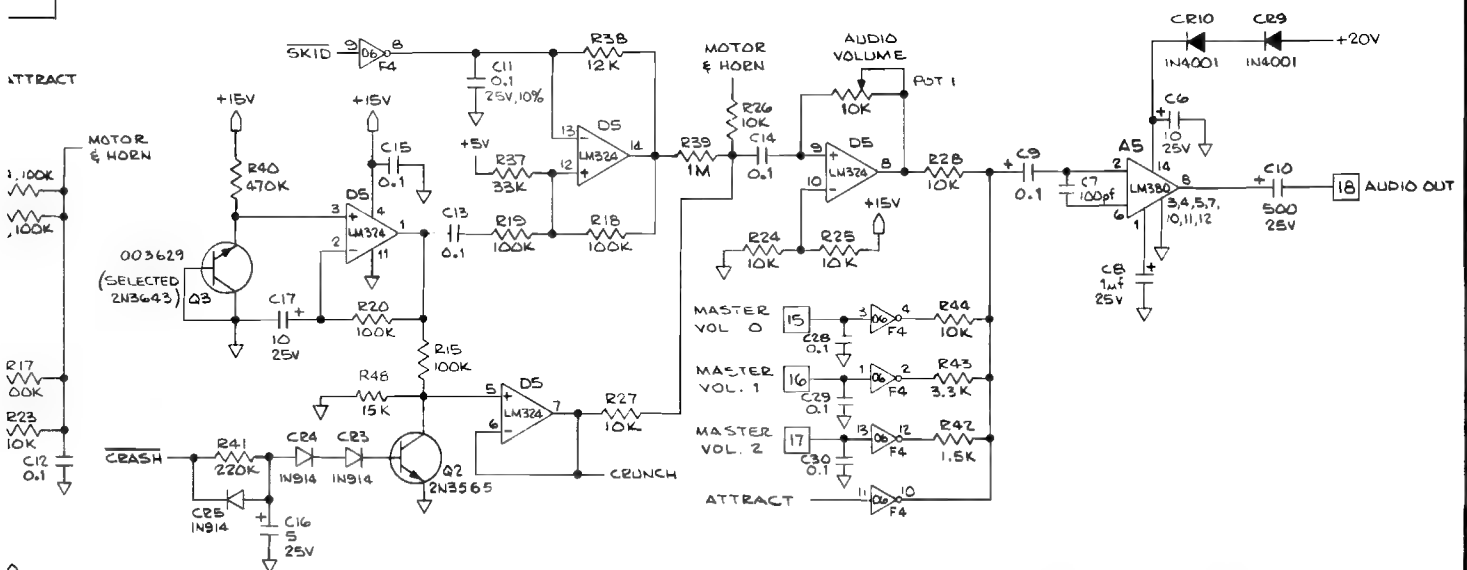 ATTRACT
MOTOR
& HORN
100K
100K
R17
R23
10K
C12
0.1
+15V
R40
470K
003629
(SELECTED
2N3643)
Q3
C17
+
10
25V
+15V
C15
0.1
D5
3
+
4
LM324
1
2
-
11
R20
100K
C13
0.1
R15
100K
R48
15K
CRASH
R41
220K
CR5
1N914
CR4
1N914
CR3
1N914
+
C16
5
25V
Q2
2N3565
5
+
D5
LM324
7
6
-
R27
10K
CRUNCH
SKID
9
06
8
F4
C11
0.1
25V, 10%
R38
12K
+5V
R37
33K
R19
100K
R18
100K
13
-
D5
LM324
14
12
+
R39
1M
MOTOR
& HORN
R26
10K
C14
0.1
AUDIO
VOLUME
10K
POT 1
9
+
D5
LM324
8
10
-
+15V
R24
10K
R25
10K
R28
10K
MASTER
VOL 0
15
C28
0.1
3
06
4
F4
R44
10K
MASTER
VOL. 1
16
C29
0.1
1
06
2
F4
R43
3.3K
MASTER
VOL. 2
17
C30
0.1
13
06
12
F4
R42
1.5K
ATTRACT
11
06
10
F4
+
C9
0.1
C7
100pf
A5
2
14
LM380
8
6
1
3,4,5,7,
10,11,12
C8
1µf
25V
+
CR10
1N4001
CR9
1N4001
+20V
+
C6
10
25V
+
C10
500
25V
18
AUDIO OUT